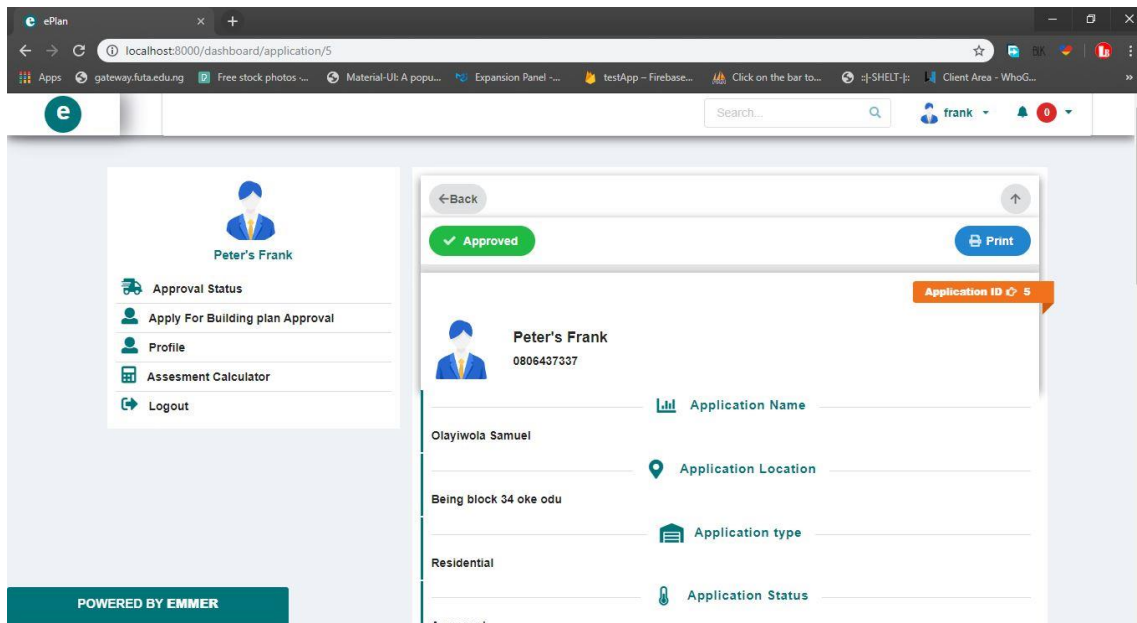 ePlan
localhost:8000/dashboard/application/5
Apps gateway.futa.edu.ng Free stock photos -... Material-UI: A popu... Expansion Panel -... testApp – Firebase... Click on the bar to... ::|-SHELT-|:: Client Area - WhoG...
e Search... frank 0
←Back
Approved Print
Peter's Frank
Application ID 5
Approval Status
Apply For Building plan Approval
Profile
Assesment Calculator
Logout
Peter's Frank
0806437337
Application Name
Olayiwola Samuel
Application Location
Being block 34 oke odu
Application type
Residential
Application Status
POWERED BY EMMER